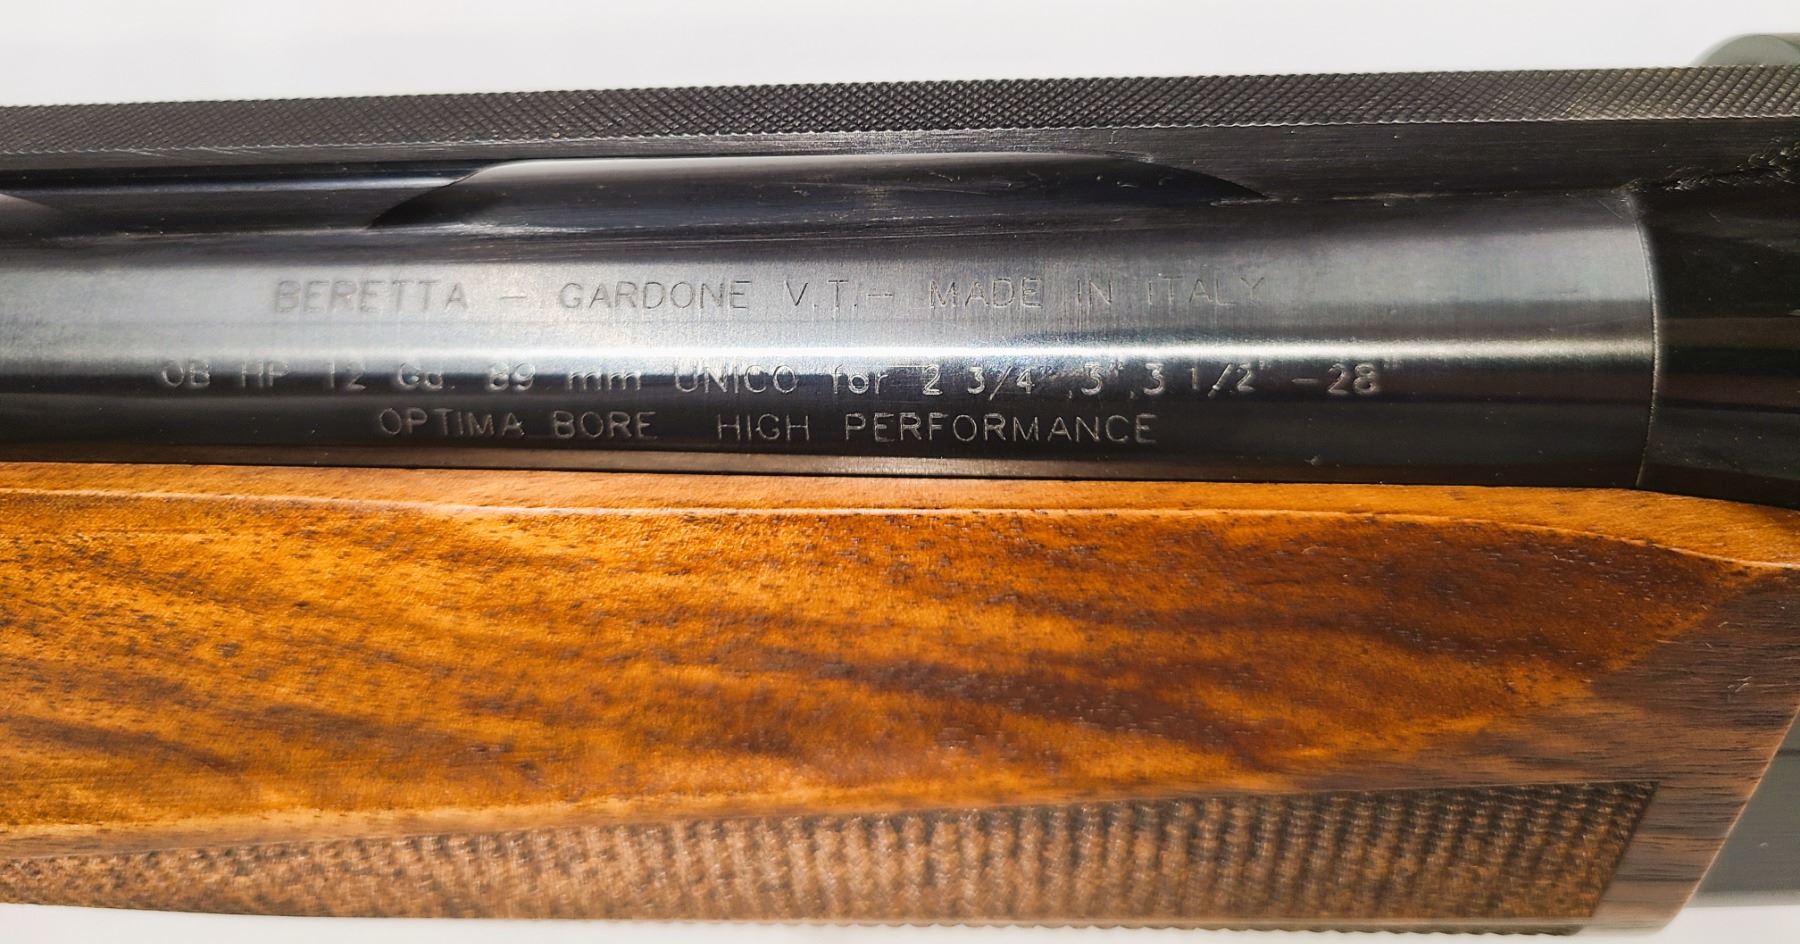 BERETTA - GARDONE V.T.- MADE IN ITALY
OB HP 12 Ga. 89 mm UNICO for 2 3/4",3",3 1/2" -28"
OPTIMA BORE HIGH PERFORMANCE